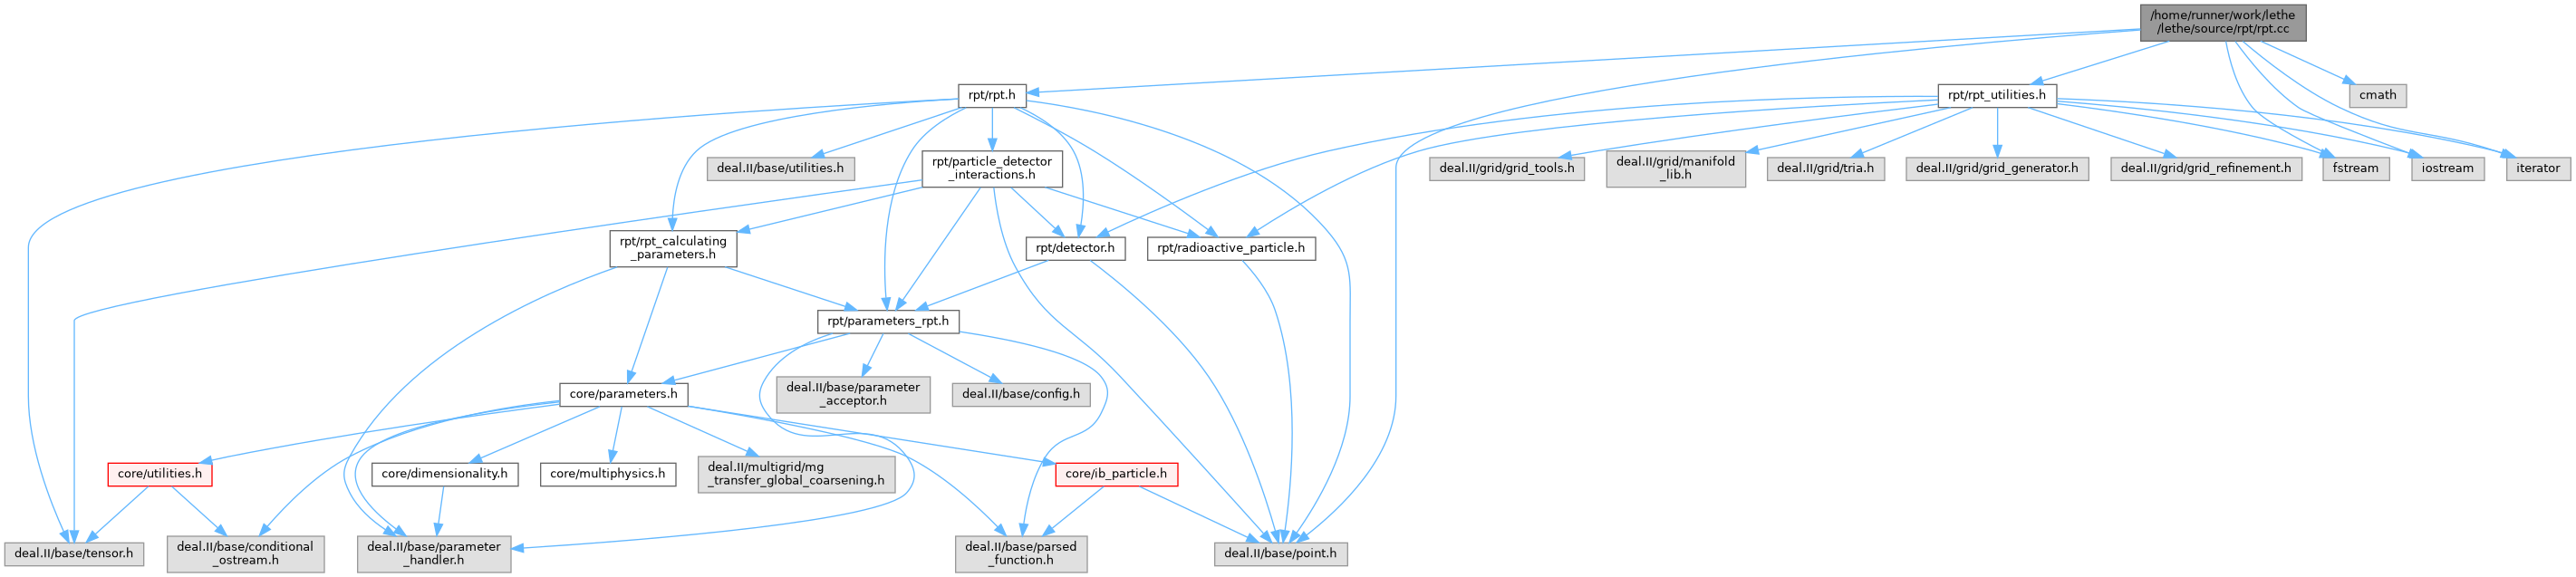 /home/runner/work/lethe
/lethe/source/rpt/rpt.cc
rpt/rpt.h
rpt/rpt_utilities.h
cmath
deal.II/base/utilities.h
rpt/particle_detector
_interactions.h
deal.II/grid/grid_tools.h
deal.II/grid/manifold
_lib.h
deal.II/grid/tria.h
deal.II/grid/grid_generator.h
deal.II/grid/grid_refinement.h
fstream
iostream
iterator
rpt/rpt_calculating
_parameters.h
rpt/detector.h
rpt/radioactive_particle.h
rpt/parameters_rpt.h
core/parameters.h
deal.II/base/parameter
_acceptor.h
deal.II/base/config.h
core/utilities.h
core/dimensionality.h
core/multiphysics.h
deal.II/multigrid/mg
_transfer_global_coarsening.h
core/ib_particle.h
deal.II/base/tensor.h
deal.II/base/conditional
_ostream.h
deal.II/base/parameter
_handler.h
deal.II/base/parsed
_function.h
deal.II/base/point.h